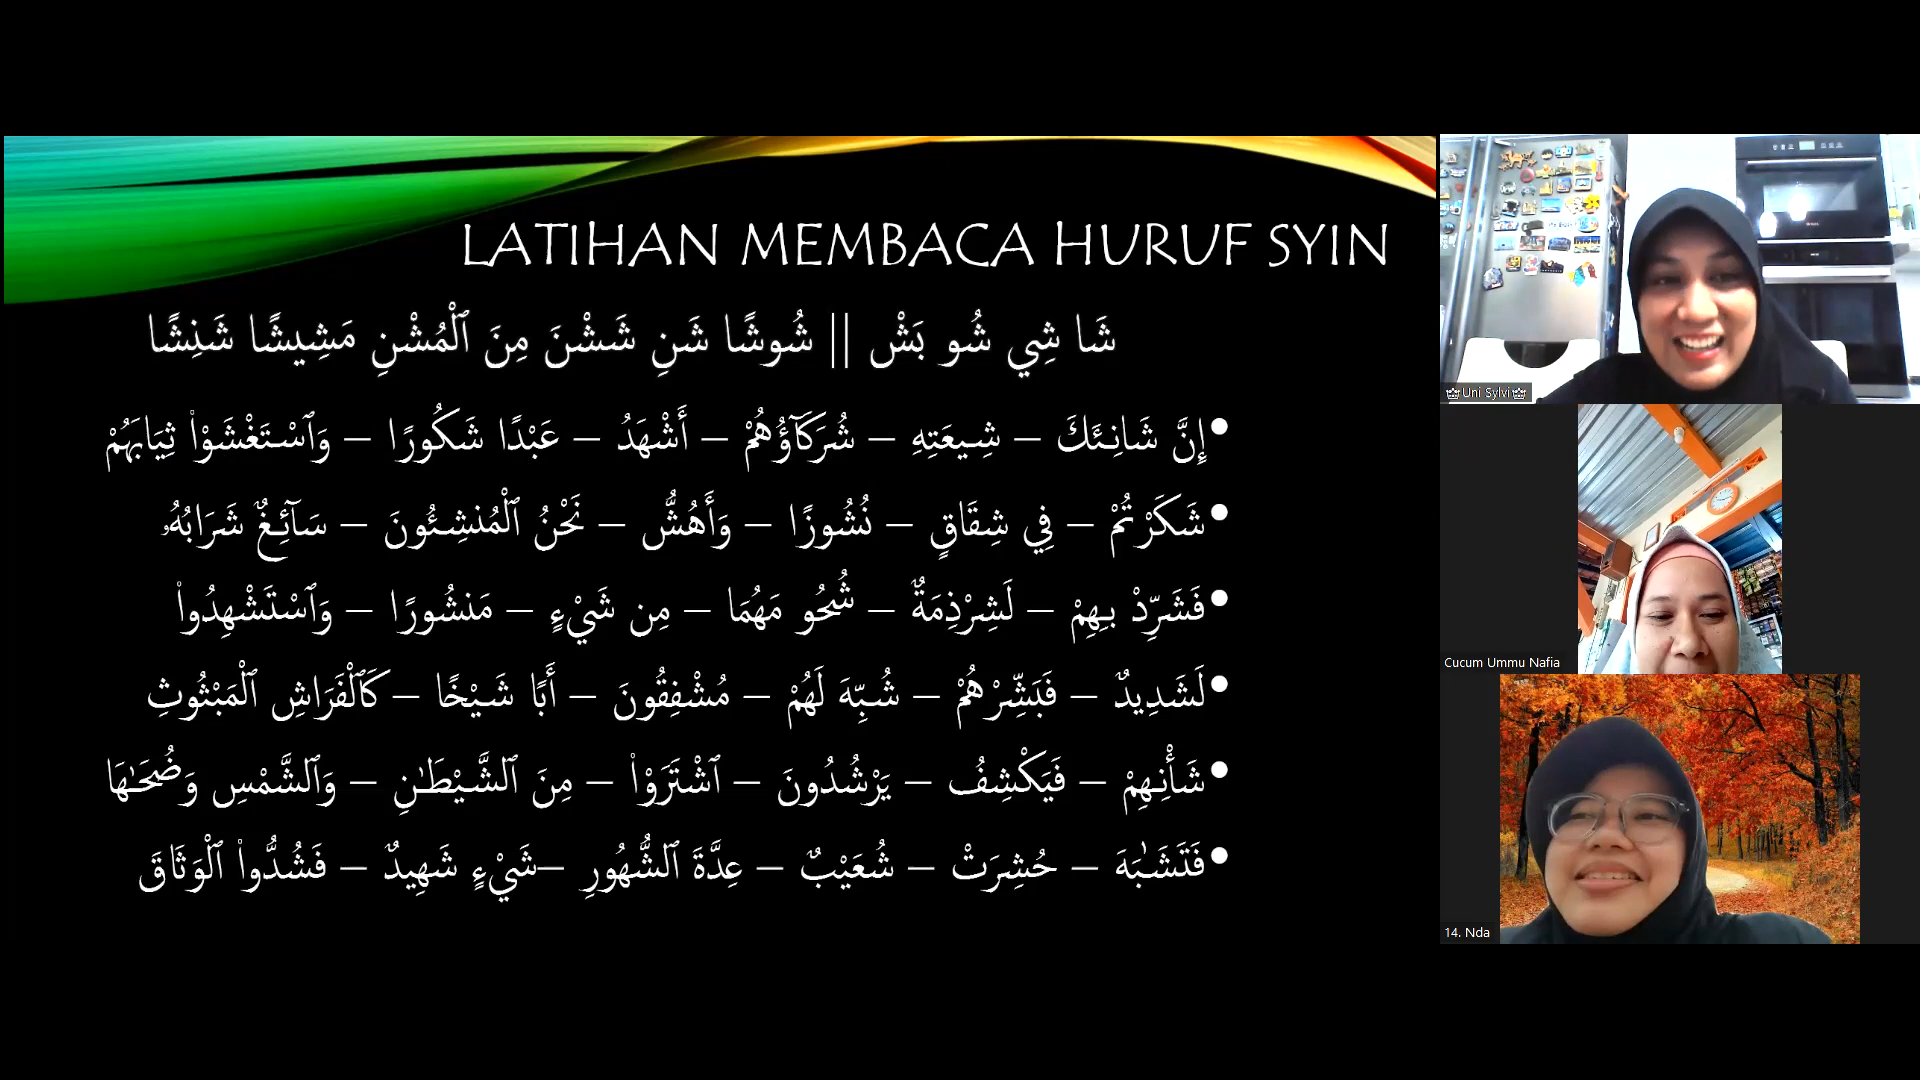 LATIHAN MEMBACA HURUF SYIN
شَا شِي شُو بَشْ || شُوشًا شَنِ شَشْنَ مِنَ ٱلْمُشْنِ مَشِيشًا شَنِشًا
•إِنَّ شَانِئَكَ – شِيعَتِهِ – شُرَكَآؤُهُمْ – أَشْهَدُ – عَبْدًا شَكُورًا – وَٱسْتَغْشَوْا۟ ثِيَابَهُمْ
•شَكَرْتُمْ – فِي شِقَاقٍ – نُشُوزًا – وَأَهُشُّ – نَحْنُ ٱلْمُنشِـُٔونَ – سَآئِغٌ شَرَابُهُۥ
•فَشَرِّدْ بِهِمْ – لَشِرْذِمَةٌ – شُحُو مَهُمَا – مِن شَيْءٍ – مَنشُورًا – وَٱسْتَشْهِدُوا۟
•لَشَدِيدٌ – فَبَشِّرْهُمْ – شُبِّهَ لَهُمْ – مُشْفِقُونَ – أَبًا شَيْخًا – كَٱلْفَرَاشِ ٱلْمَبْثُوثِ
•شَأْنِهِمْ – فَيَكْشِفُ – يَرْشُدُونَ – ٱشْتَرَوْا۟ – مِنَ ٱلشَّيْطَـٰنِ – وَٱلشَّمْسِ وَضُحَـٰهَا
•فَتَشَـٰبَهَ – حُشِرَتْ – شُعَيْبٌ – عِدَّةَ ٱلشُّهُورِ –شَيْءٍ شَهِيدٌ – فَشُدُّوا۟ ٱلْوَثَاقَ
Uni Sylvi
Cucum Ummu Nafia
14. Nda